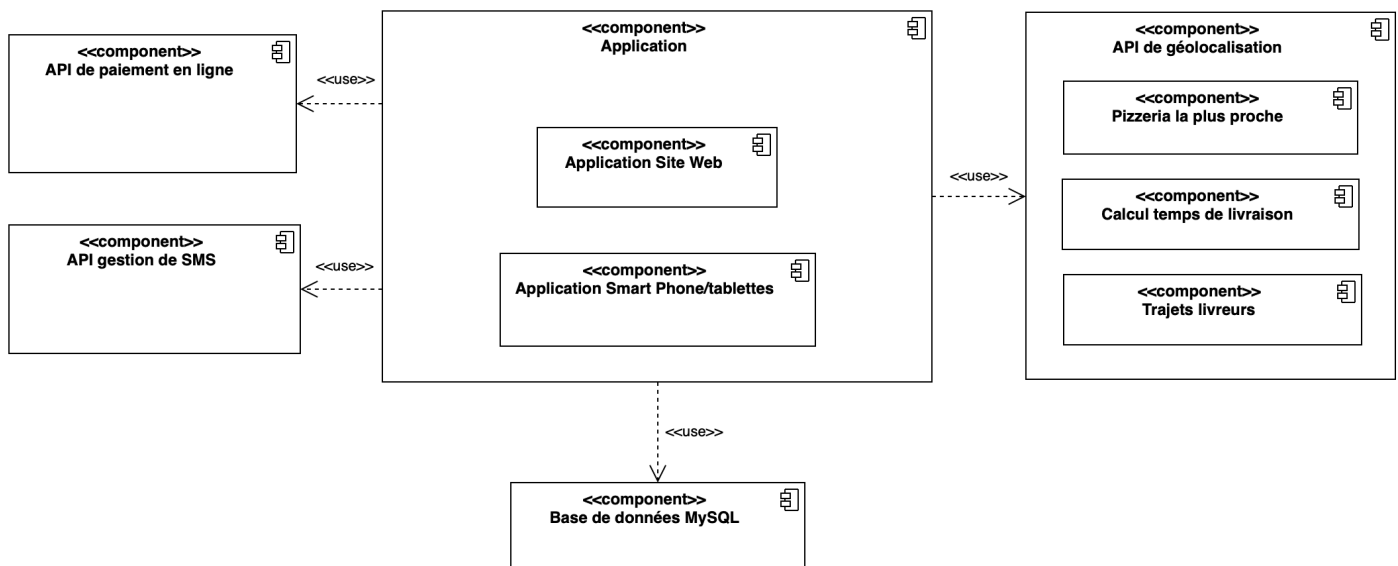 <<component>>
API de paiement en ligne
<<use>>
<<component>>
API gestion de SMS
<<use>>
<<component>>
Application
<<component>>
Application Site Web
<<component>>
Application Smart Phone/tablettes
<<use>>
<<component>>
API de géolocalisation
<<component>>
Pizzeria la plus proche
<<component>>
Calcul temps de livraison
<<component>>
Trajets livreurs
<<use>>
<<component>>
Base de données MySQL